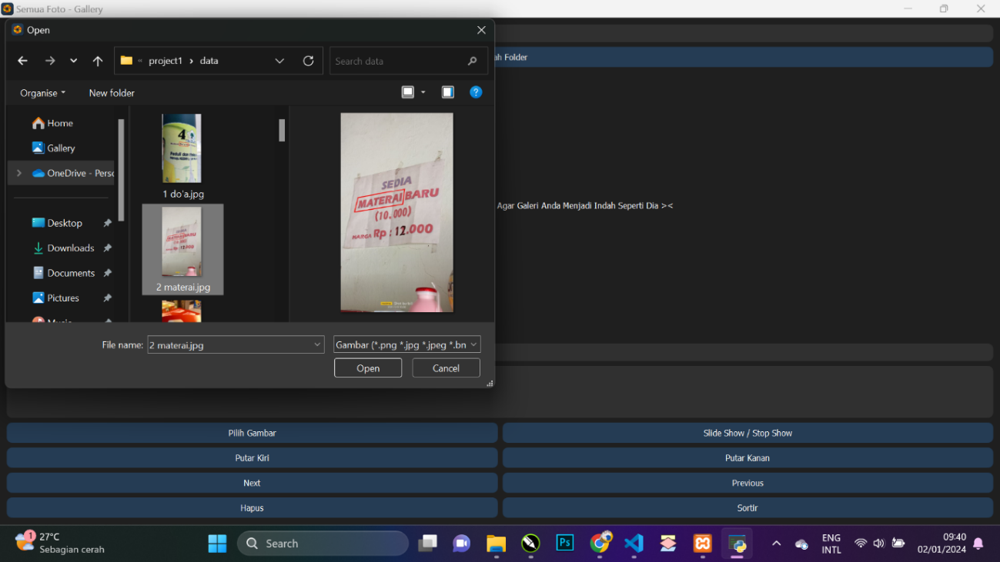 Semua Foto - Gallery
Open
« project1 › data
Search data
ah Folder
Organise
New folder
Home
Gallery
OneDrive - Perso
Desktop
Downloads
Documents
Pictures
Music
1 do'a.jpg
2 materai.jpg
SEDIA
MATERAI BARU
(10.000)
HARGA Rp : 12.000
Agar Galeri Anda Menjadi Indah Seperti Dia ><
File name:
2 materai.jpg
Gambar (*.png *.jpg *.jpeg *.bn
Open
Cancel
Pilih Gambar
Slide Show / Stop Show
Putar Kiri
Putar Kanan
Next
Previous
Hapus
Sortir
1
27°C
Sebagian cerah
Search
Ps
ENG
INTL
09:40
02/01/2024